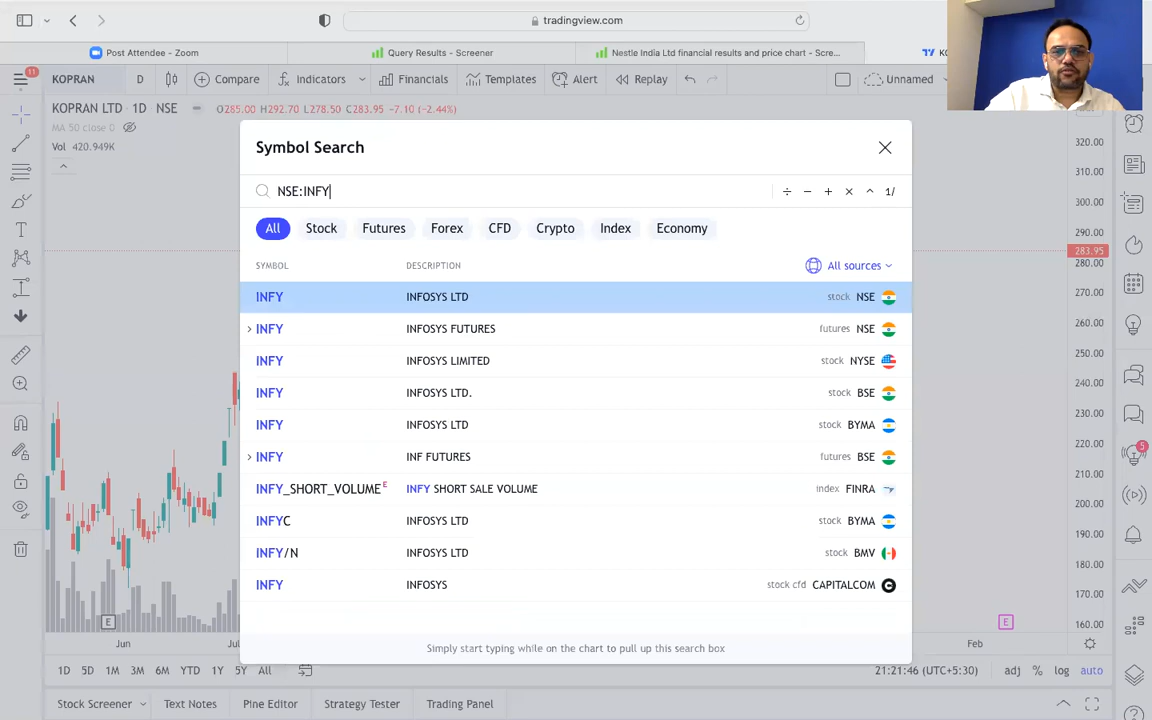 tradingview.com
Post Attendee - Zoom
Query Results - Screener
Nestle India Ltd financial results and price chart - Scre...
KO
11
KOPRAN
D
Compare
Indicators
Financials
Templates
Alert
Replay
Unnamed
KOPRAN LTD · 1D NSE
O285.00 H292.70 L278.50 C283.95 -7.10 (-2.44%)
MA 50 close 0
Vol 420.949K
Symbol Search
NSE:INFY
÷ − + × 1/
All
Stock
Futures
Forex
CFD
Crypto
Index
Economy
SYMBOL
DESCRIPTION
All sources
INFY INFOSYS LTD stock NSE
INFY INFOSYS FUTURES futures NSE
INFY INFOSYS LIMITED stock NYSE
INFY INFOSYS LTD. stock BSE
INFY INFOSYS LTD stock BYMA
INFY INF FUTURES futures BSE
INFY_SHORT_VOLUME E INFY SHORT SALE VOLUME index FINRA
INFYC INFOSYS LTD stock BYMA
INFY/N INFOSYS LTD stock BMV
INFY INFOSYS stock cfd CAPITALCOM
Simply start typing while on the chart to pull up this search box
320.00
300.00
290.00
283.95
280.00
270.00
260.00
250.00
240.00
230.00
220.00
210.00
200.00
190.00
180.00
170.00
160.00
5
E
E
Jun
Jul
Feb
1D 5D 1M 3M 6M YTD 1Y 5Y All
21:21:46 (UTC+5:30)
adj % log auto
Stock Screener
Text Notes
Pine Editor
Strategy Tester
Trading Panel